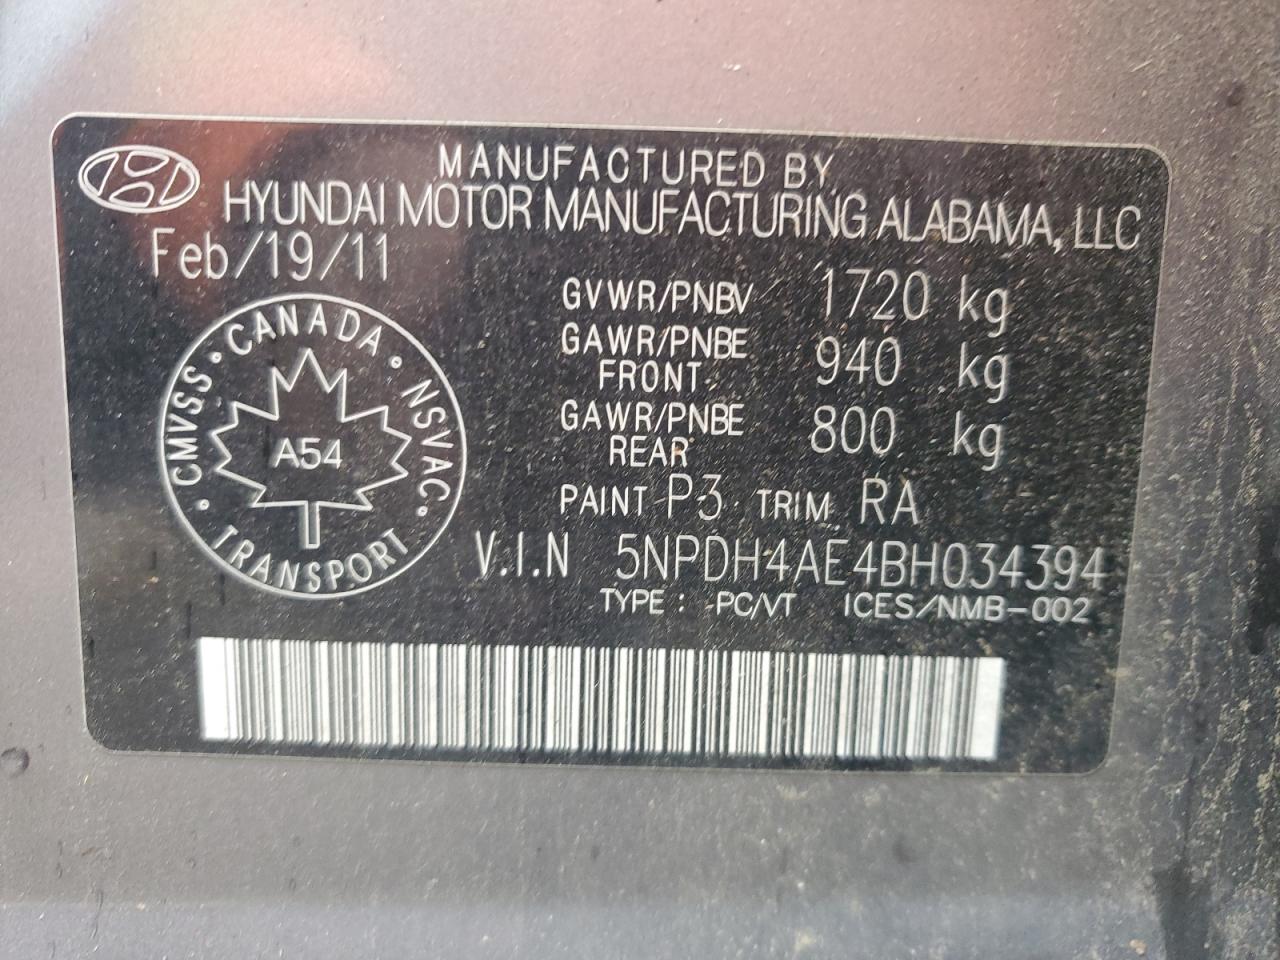 MANUFACTURED BY
HYUNDAI MOTOR MANUFACTURING ALABAMA, LLC
Feb/19/11
GVWR/PNBV 1720 kg
GAWR/PNBE FRONT 940 kg
GAWR/PNBE REAR 800 kg
CMVSS · CANADA · NSVAC · TRANSPORT
A54
PAINT P3 TRIM RA
V.I.N 5NPDH4AE4BH034394
TYPE : PC/VT ICES/NMB-002